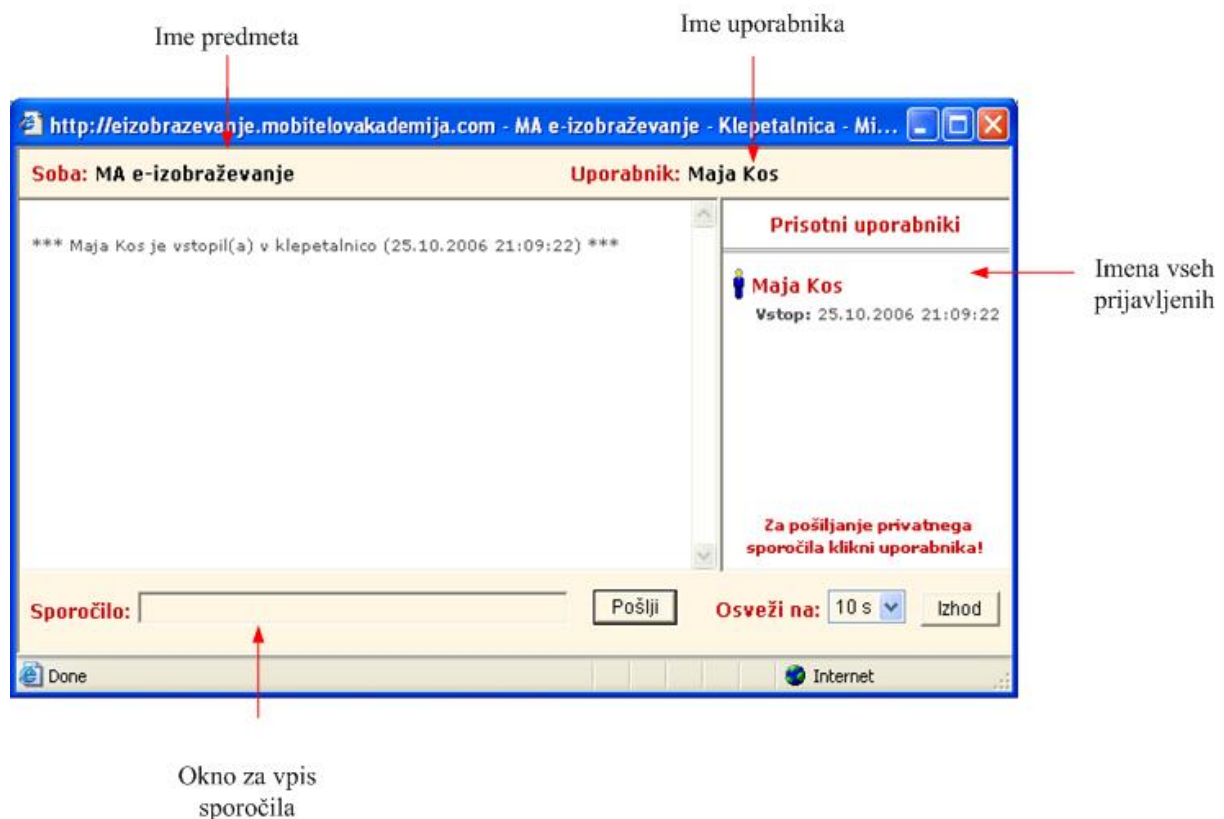 Ime predmeta
Ime uporabnika
http://eizobrazevanje.mobitelovakademija.com - MA e-izobraževanje - Klepetalnica - Mi...
Soba: MA e-izobraževanje
Uporabnik: Maja Kos
*** Maja Kos je vstopil(a) v klepetalnico (25.10.2006 21:09:22) ***
Prisotni uporabniki
Maja Kos
Vstop: 25.10.2006 21:09:22
Imena vseh
prijavljenih
Za pošiljanje privatnega
sporočila klikni uporabnika!
Sporočilo:
Pošlji
Osveži na: 10 s
Izhod
Done
Internet
Okno za vpis
sporočila